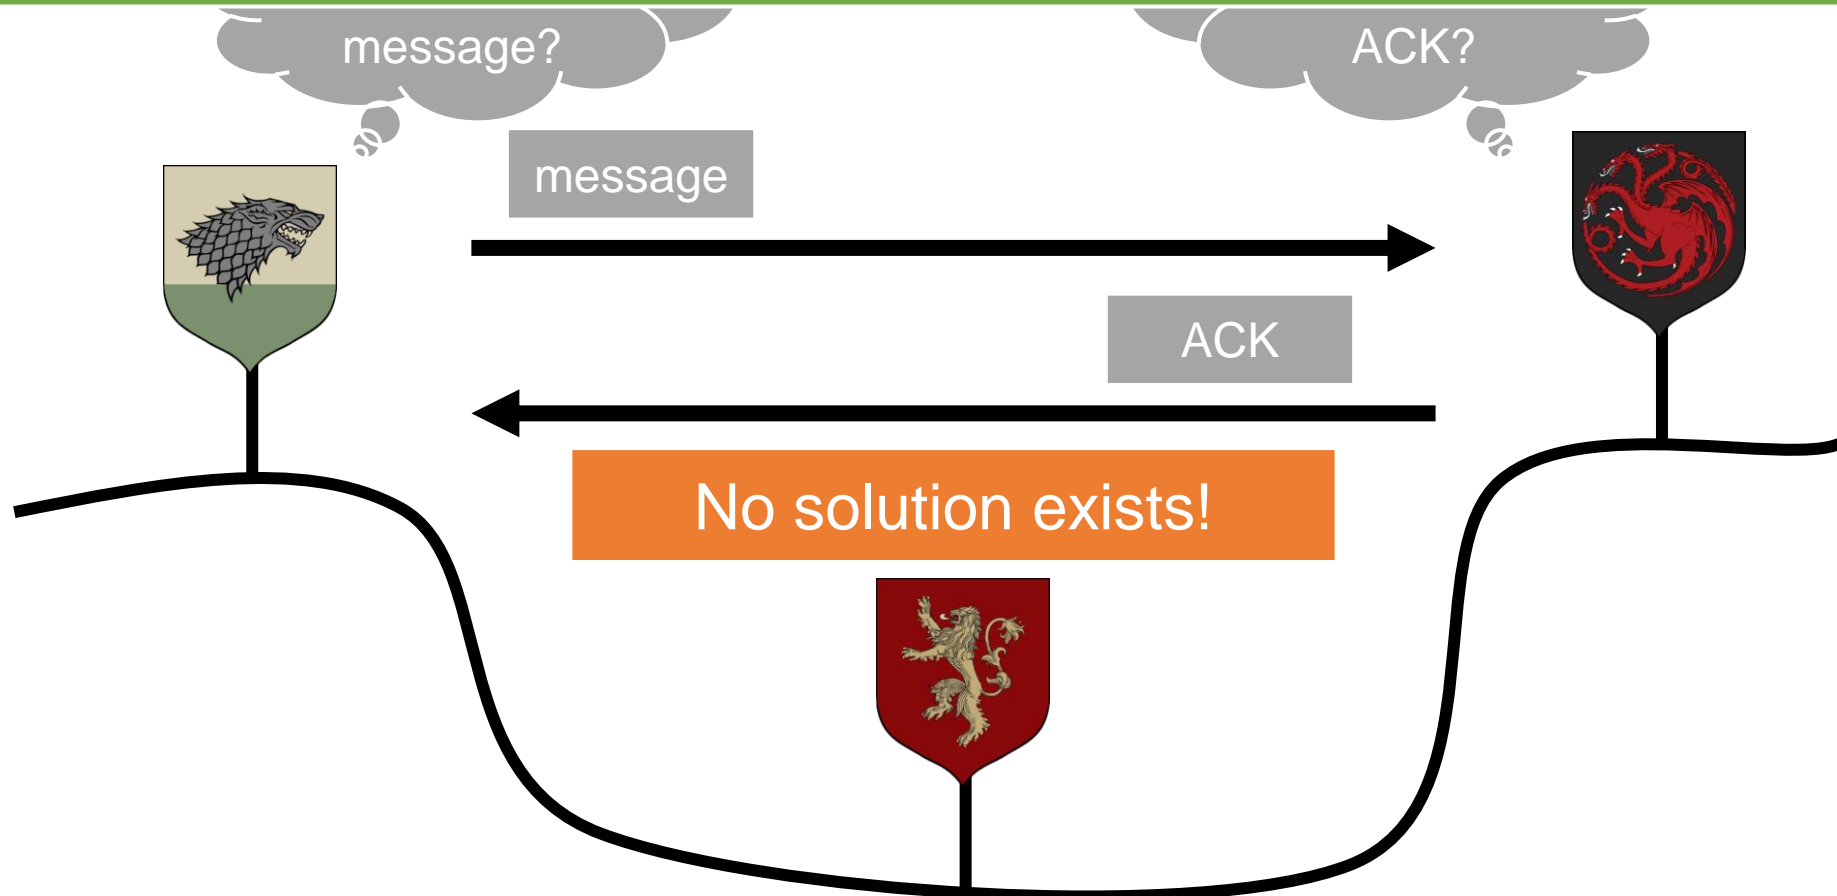 message?
ACK?
message
ACK
No solution exists!